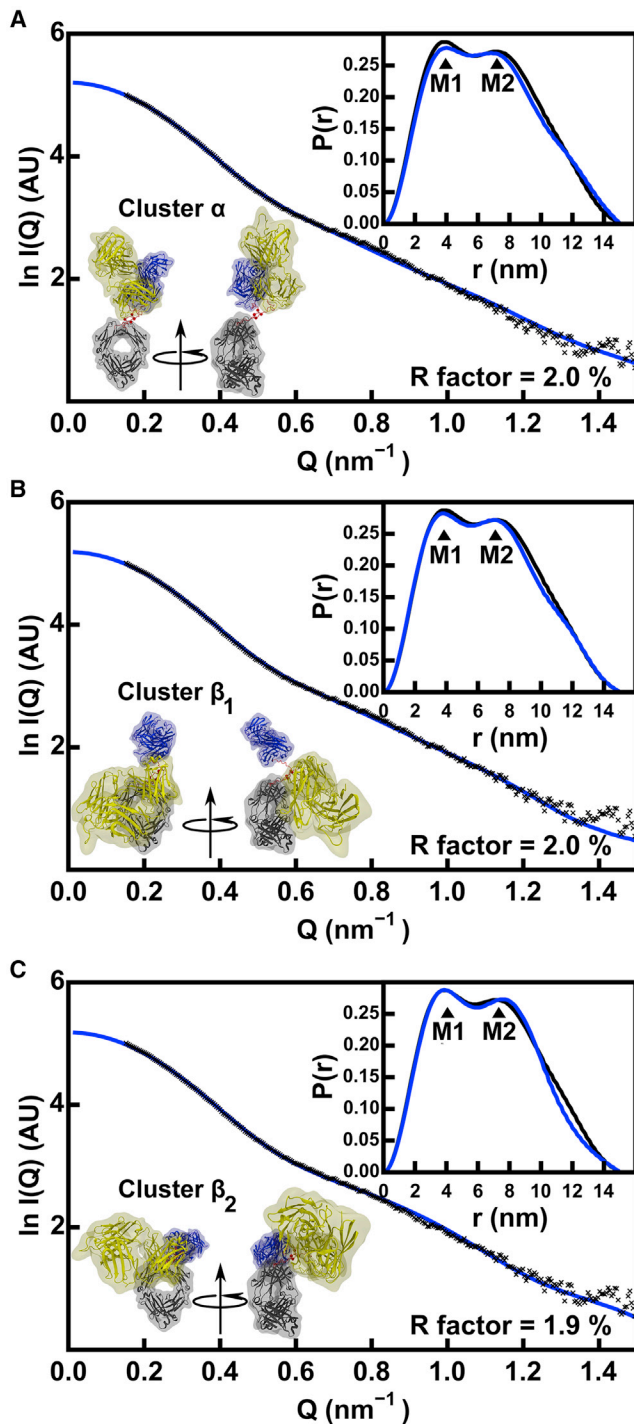 A
6
4
2
ln I(Q) (AU)
0.25
0.20
0.15
0.10
0.05
0.00
P(r)
M1 M2
0 2 4 6 8 10 12 14
r (nm)
Cluster α
R factor = 2.0 %
0.0 0.2 0.4 0.6 0.8 1.0 1.2 1.4
Q (nm⁻¹)
B
6
4
2
ln I(Q) (AU)
0.25
0.20
0.15
0.10
0.05
0.00
P(r)
M1 M2
0 2 4 6 8 10 12 14
r (nm)
Cluster β₁
R factor = 2.0 %
0.0 0.2 0.4 0.6 0.8 1.0 1.2 1.4
Q (nm⁻¹)
C
6
4
2
ln I(Q) (AU)
0.25
0.20
0.15
0.10
0.05
0.00
P(r)
M1 M2
0 2 4 6 8 10 12 14
r (nm)
Cluster β₂
R factor = 1.9 %
0.0 0.2 0.4 0.6 0.8 1.0 1.2 1.4
Q (nm⁻¹)